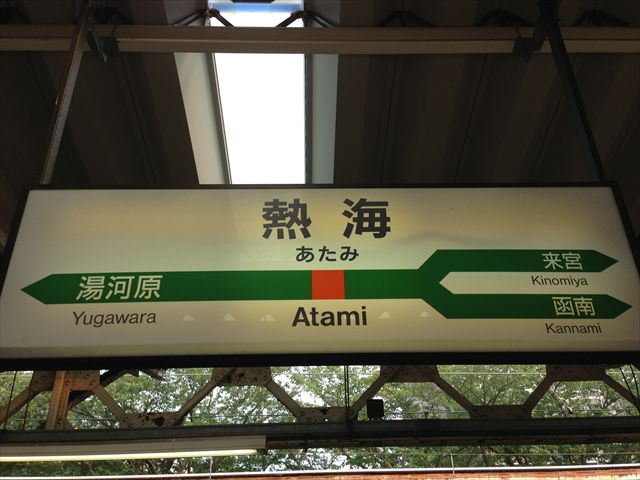 熱海
あたみ
湯河原
Yugawara
Atami
来宮
Kinomiya
函南
Kannami